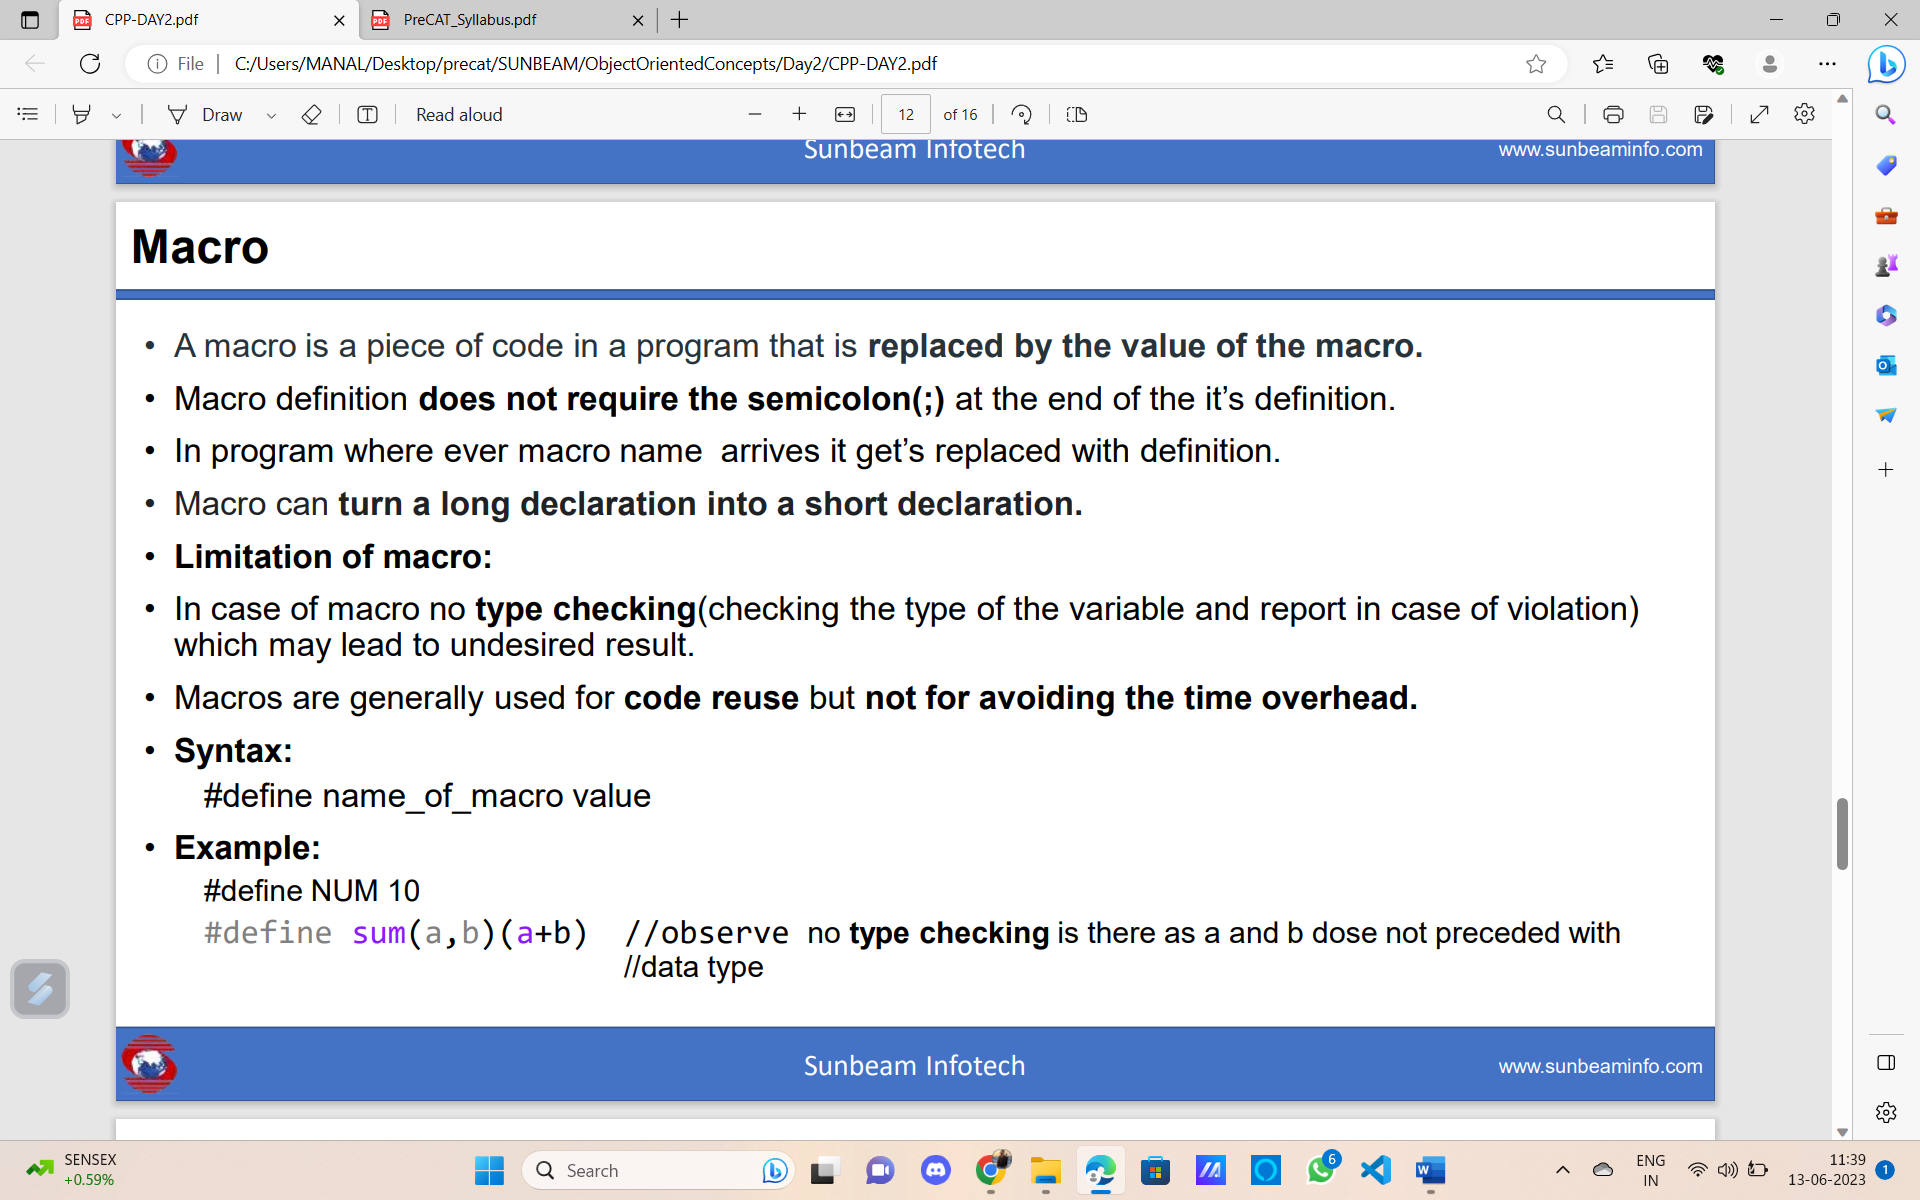 CPP-DAY2.pdf
PreCAT_Syllabus.pdf
File
C:/Users/MANAL/Desktop/precat/SUNBEAM/ObjectOrientedConcepts/Day2/CPP-DAY2.pdf
Draw
Read aloud
12 of 16
Sunbeam Infotech
www.sunbeaminfo.com
Macro
• A macro is a piece of code in a program that is replaced by the value of the macro.
• Macro definition does not require the semicolon(;) at the end of the it’s definition.
• In program where ever macro name  arrives it get’s replaced with definition.
• Macro can turn a long declaration into a short declaration.
• Limitation of macro:
• In case of macro no type checking(checking the type of the variable and report in case of violation)
which may lead to undesired result.
• Macros are generally used for code reuse but not for avoiding the time overhead.
• Syntax:
#define name_of_macro value
• Example:
#define NUM 10
#define sum(a,b)(a+b)  //observe no type checking is there as a and b dose not preceded with
//data type
Sunbeam Infotech
www.sunbeaminfo.com
SENSEX
+0.59%
Search
6
ENG
IN
11:39
13-06-2023
1